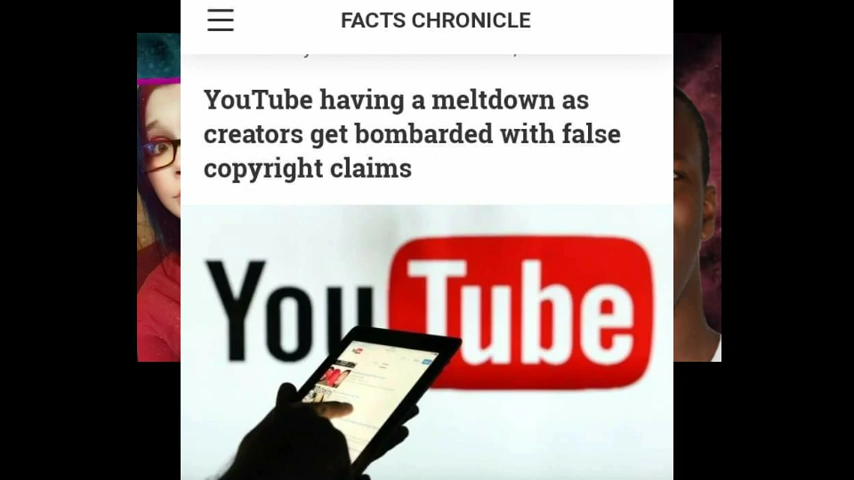 FACTS CHRONICLE
YouTube having a meltdown as
creators get bombarded with false
copyright claims
YouTube